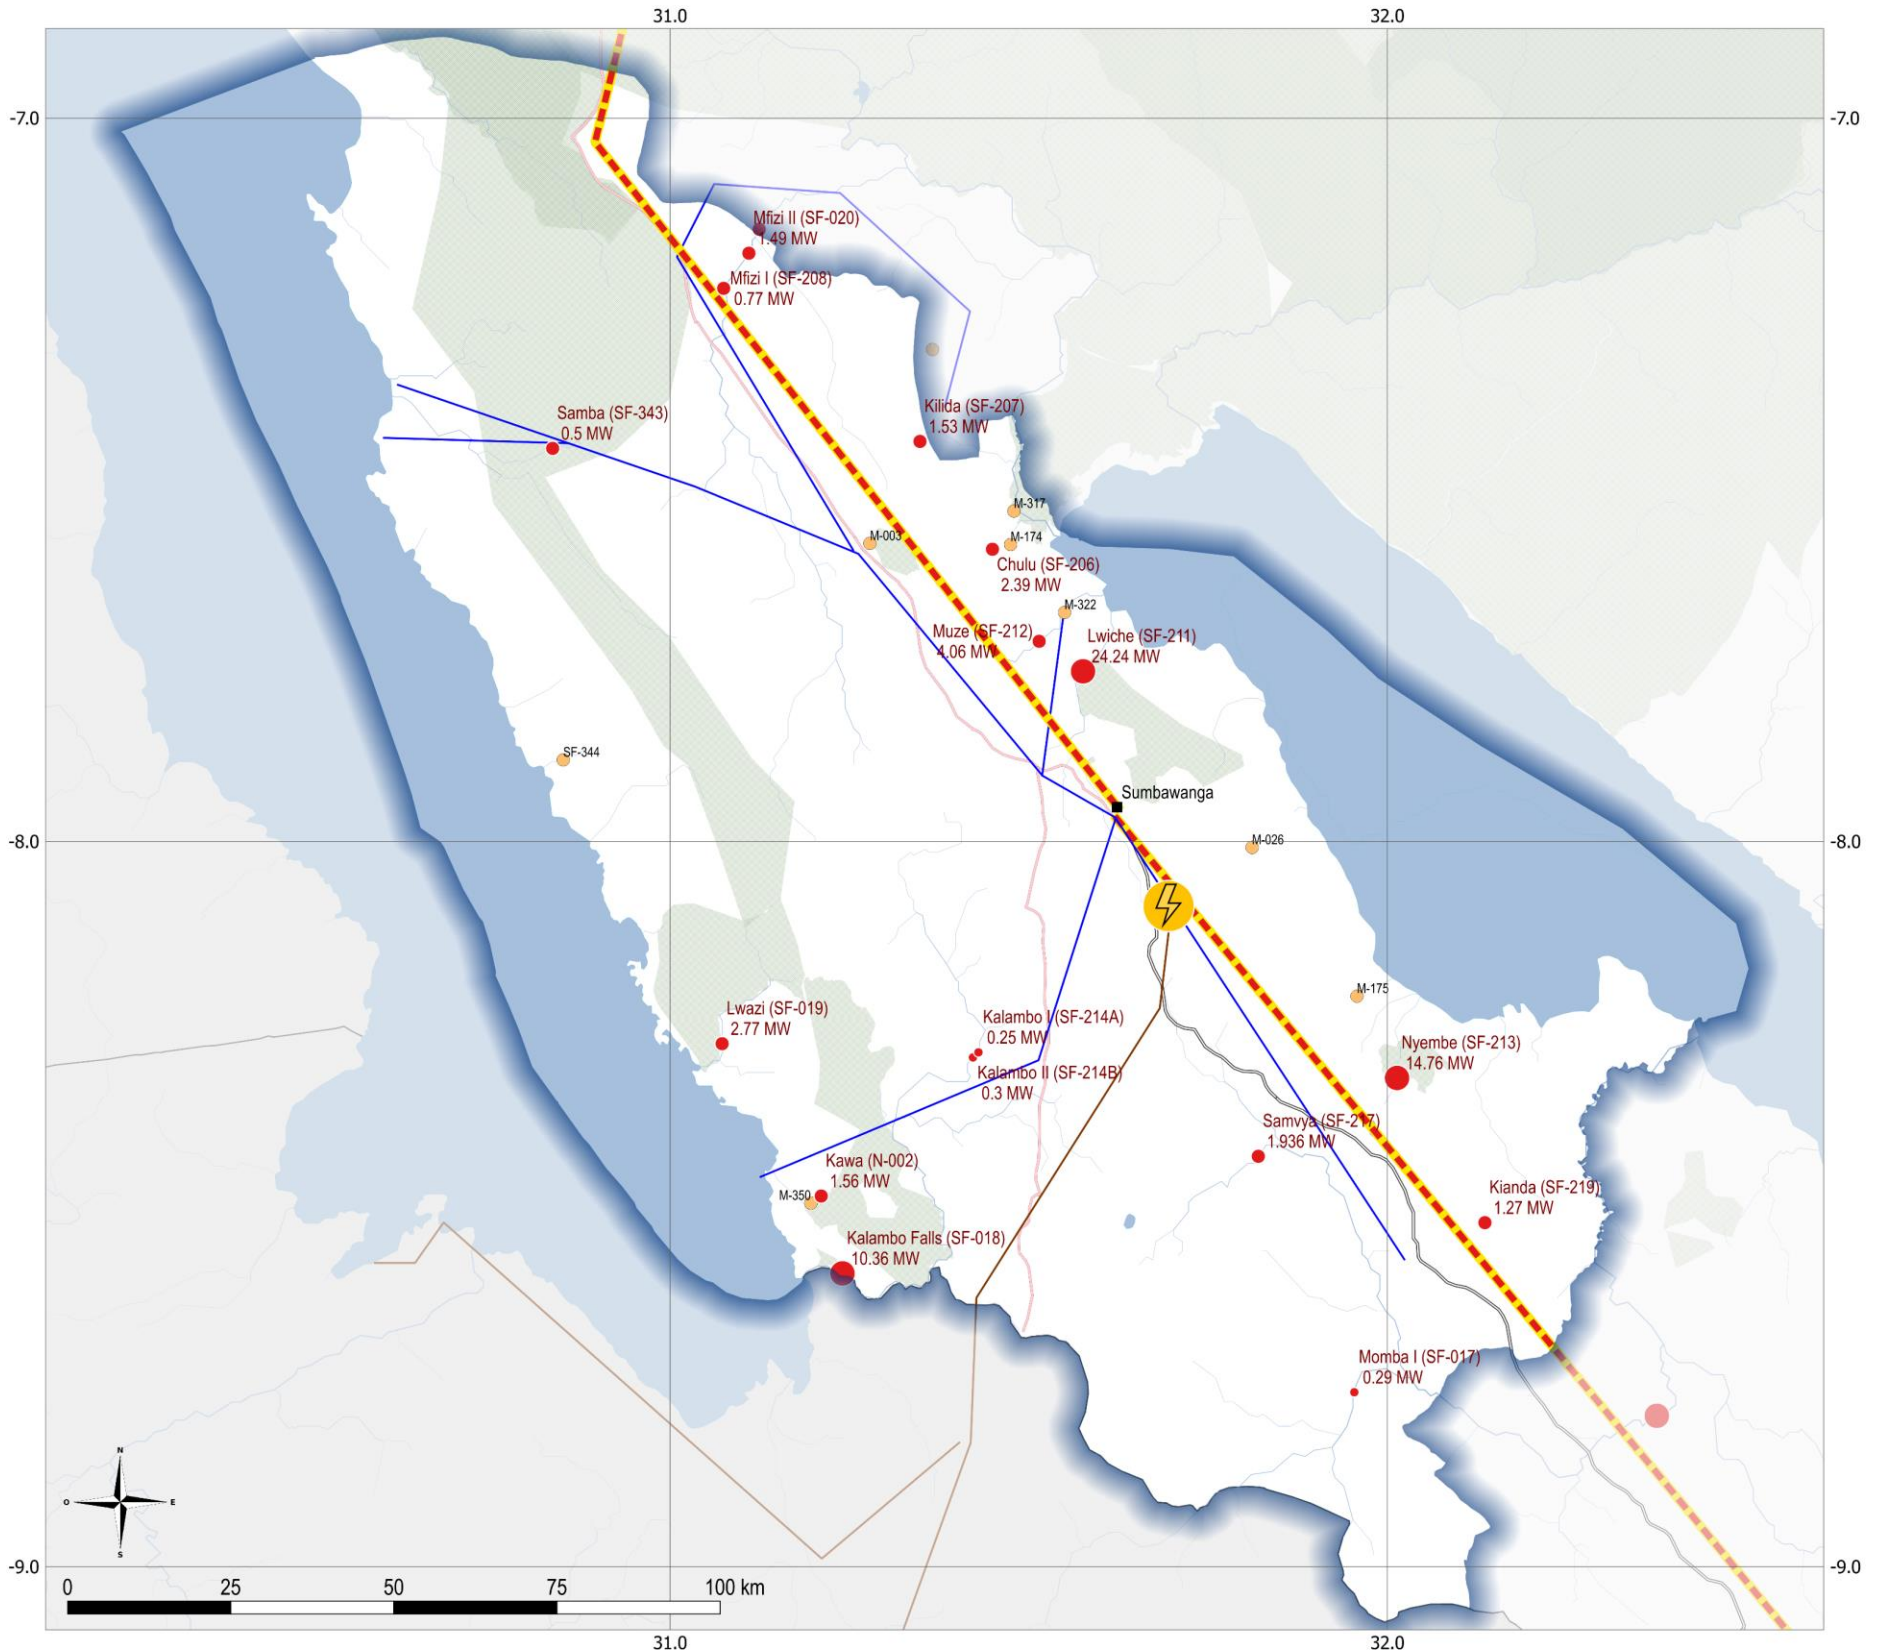 31.0
32.0
-7.0
-7.0
Mfizi II (SF-020)
1.49 MW
Mfizi I (SF-208)
0.77 MW
Kilida (SF-207)
1.53 MW
Samba (SF-343)
0.5 MW
M-317
M-003
M-174
Chulu (SF-206)
2.39 MW
M-322
Muze (SF-212)
4.06 MW
Lwiche (SF-211)
24.24 MW
SF-344
Sumbawanga
-8.0
-8.0
M-026
M-175
Lwazi (SF-019)
2.77 MW
Kalambo I (SF-214A)
0.25 MW
Kalambo II (SF-214B)
0.3 MW
Nyembe (SF-213)
14.76 MW
Samvya (SF-217)
1.936 MW
Kawa (N-002)
1.56 MW
M-350
Kianda (SF-219)
1.27 MW
Kalambo Falls (SF-018)
10.36 MW
Momba I (SF-017)
0.29 MW
N
O
E
S
-9.0
-9.0
0
25
50
75
100 km
31.0
32.0